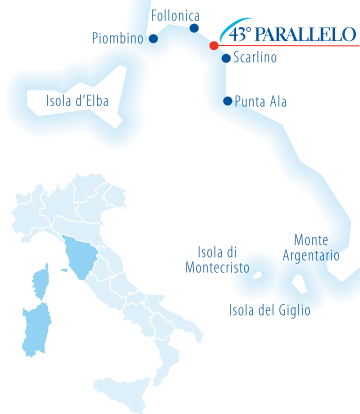 Follonica
43° PARALLELO
Piombino
Scarlino
Isola d'Elba
Punta Ala
Isola di
Montecristo
Monte
Argentario
Isola del Giglio